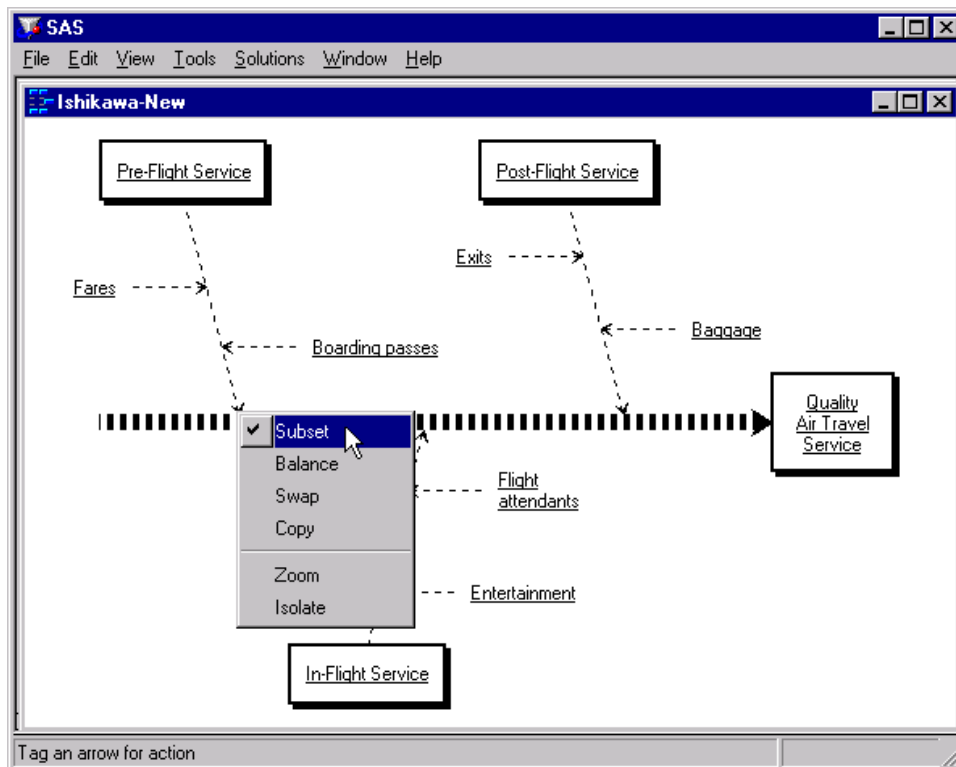 SAS
File Edit View Tools Solutions Window Help
Ishikawa-New
Pre-Flight Service
Post-Flight Service
Exits
Fares
Baggage
Boarding passes
Quality
Air Travel
Service
Subset
Balance
Swap
Copy
Zoom
Isolate
Flight
attendants
Entertainment
In-Flight Service
Tag an arrow for action